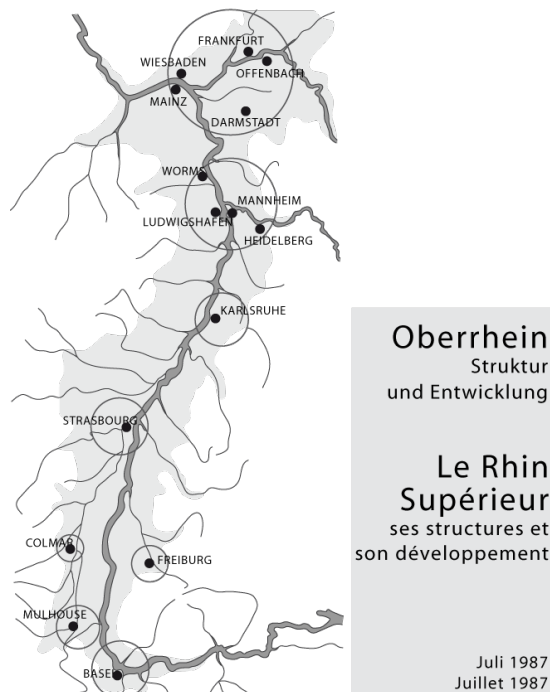 FRANKFURT
WIESBADEN
OFFENBACH
MAINZ
DARMSTADT
WORMS
MANNHEIM
LUDWIGSHAFEN
HEIDELBERG
KARLSRUHE
STRASBOURG
COLMAR
FREIBURG
MULHOUSE
BASEL
Oberrhein
Struktur
und Entwicklung
Le Rhin
Supérieur
ses structures et
son développement
Juli 1987
Juillet 1987